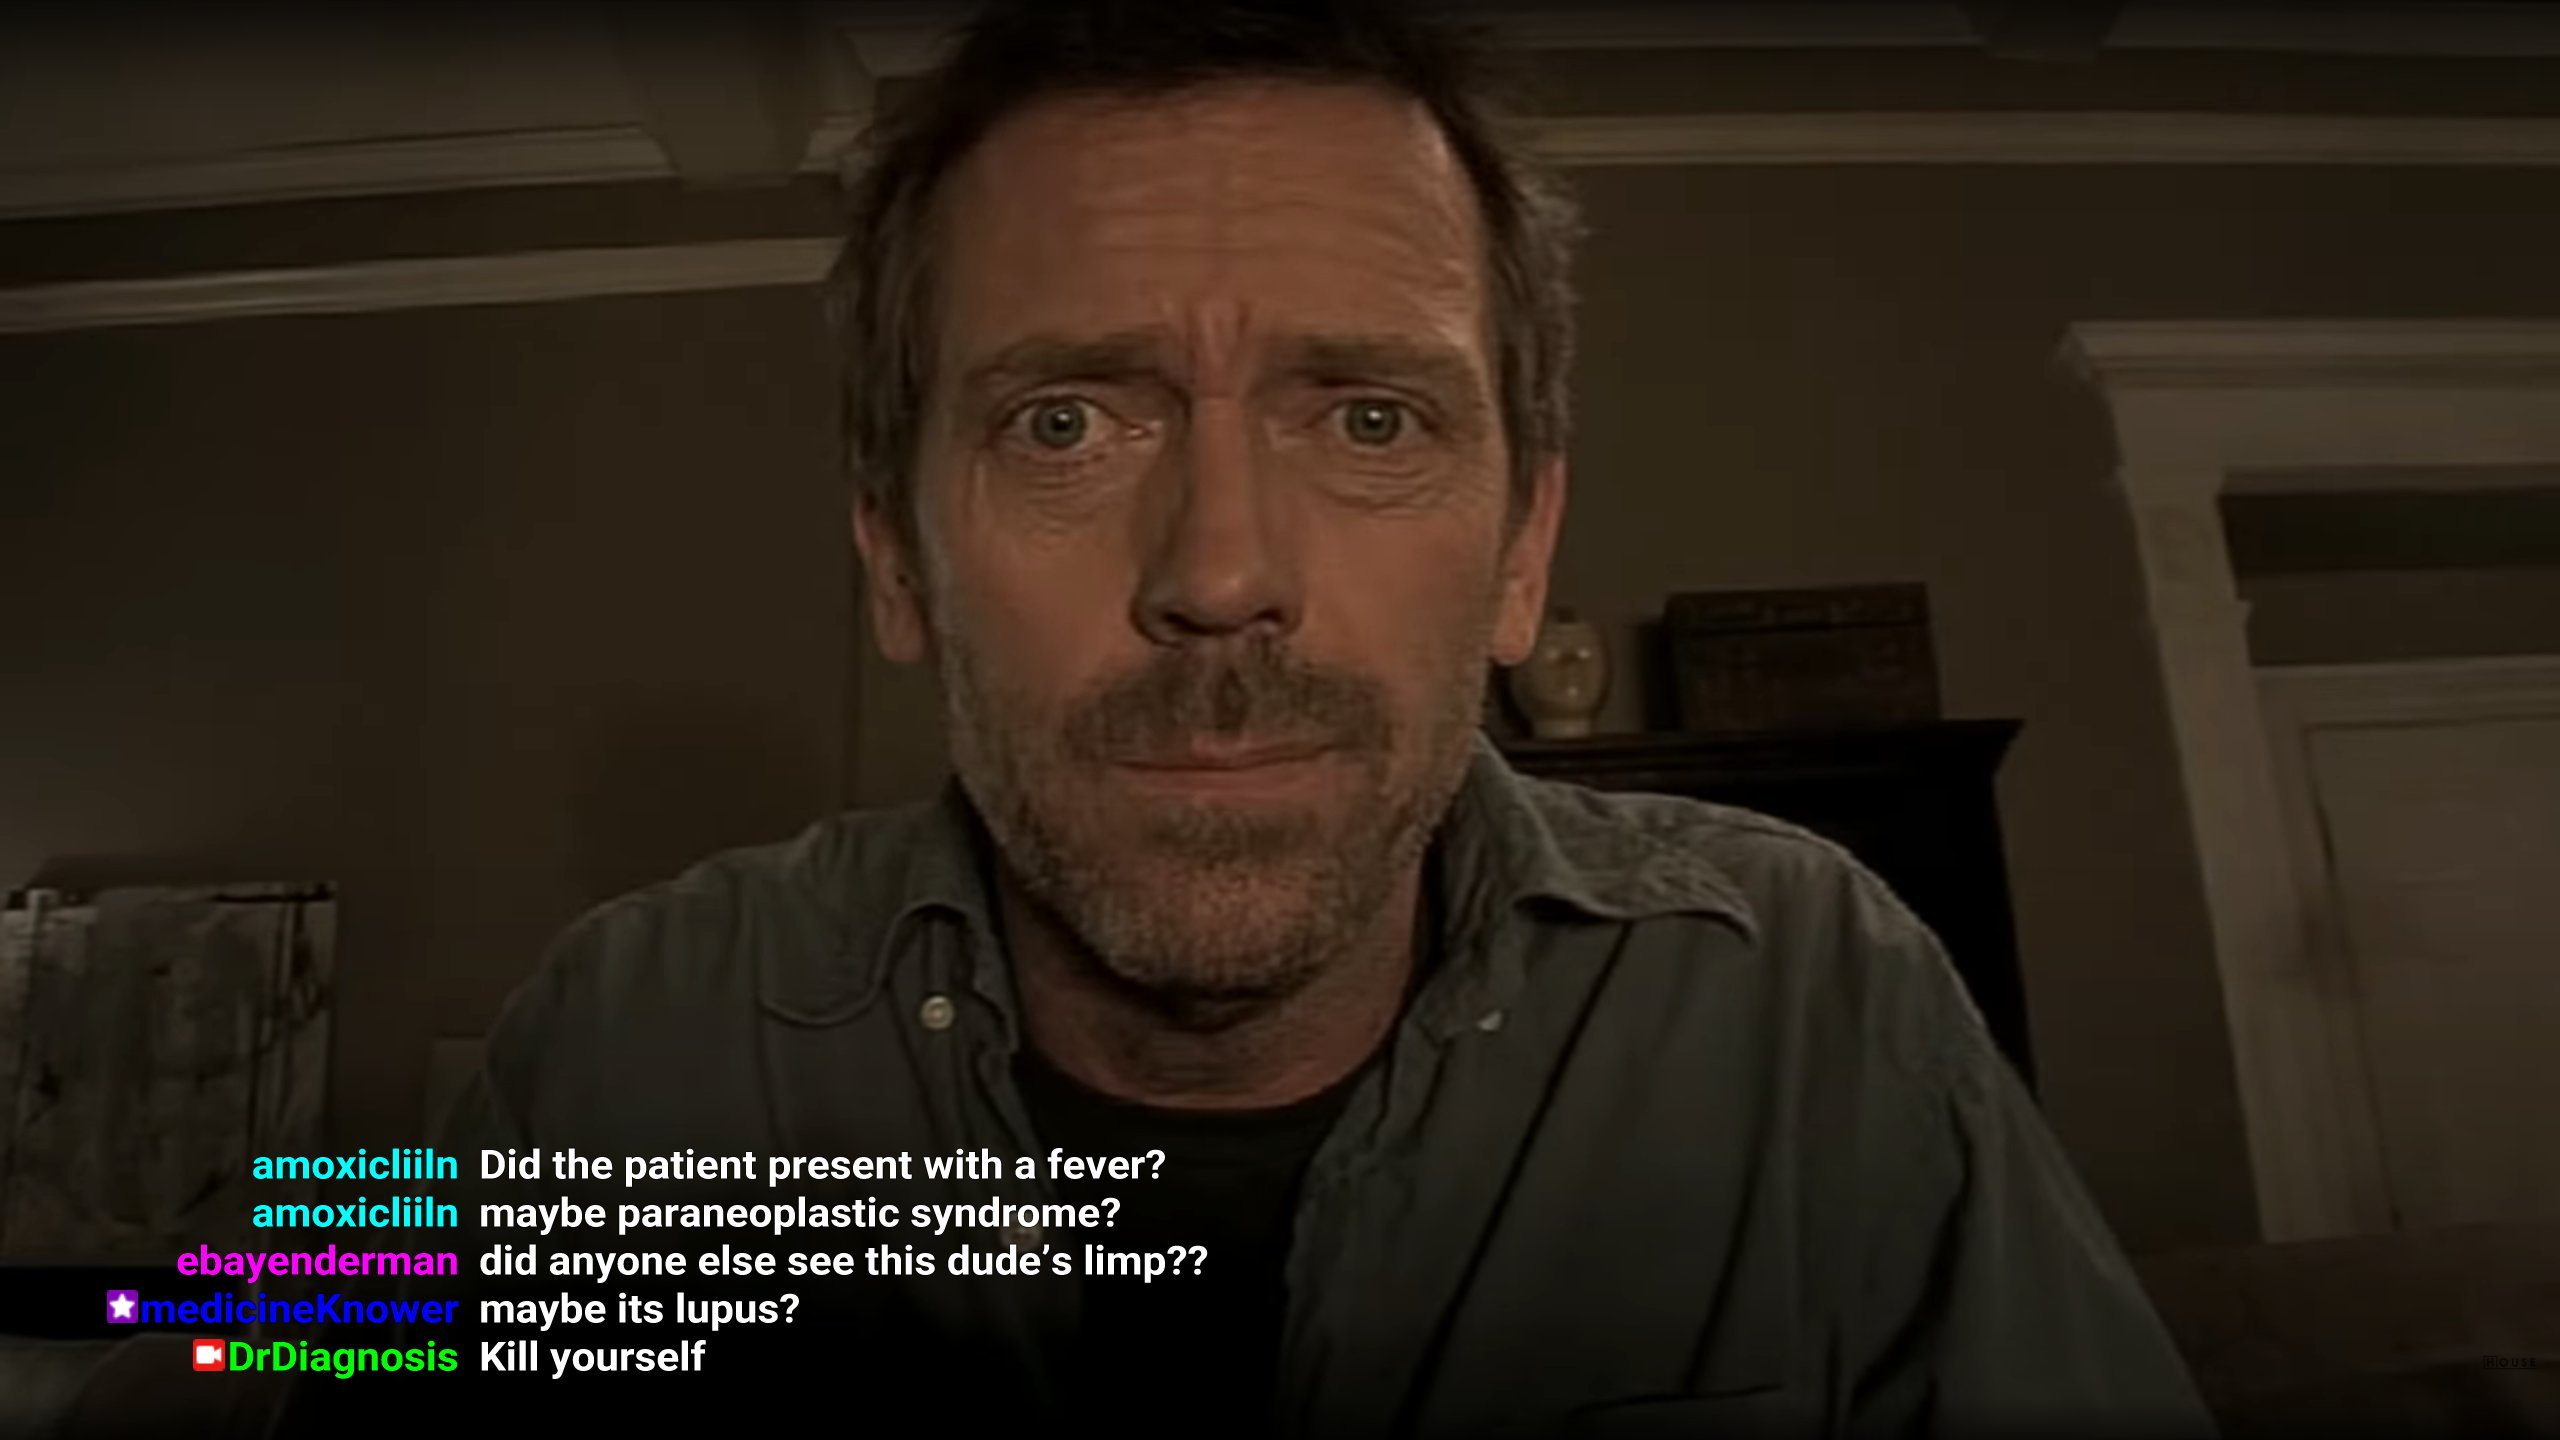 amoxicliiln Did the patient present with a fever?
amoxicliiln maybe paraneoplastic syndrome?
ebayenderman did anyone else see this dude’s limp??
medicineKnower maybe its lupus?
DrDiagnosis Kill yourself
HOUSE